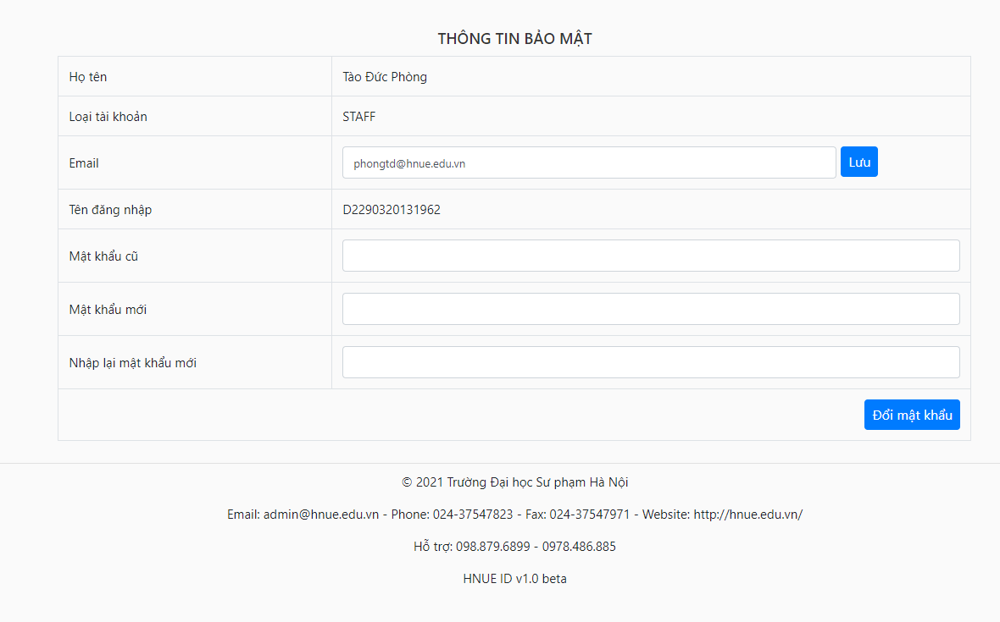 THÔNG TIN BẢO MẬT
Họ tên Tào Đức Phòng
Loại tài khoản STAFF
Email phongtd@hnue.edu.vn Lưu
Tên đăng nhập D2290320131962
Mật khẩu cũ
Mật khẩu mới
Nhập lại mật khẩu mới
Đổi mật khẩu
© 2021 Trường Đại học Sư phạm Hà Nội
Email: admin@hnue.edu.vn - Phone: 024-37547823 - Fax: 024-37547971 - Website: http://hnue.edu.vn/
Hỗ trợ: 098.879.6899 - 0978.486.885
HNUE ID v1.0 beta